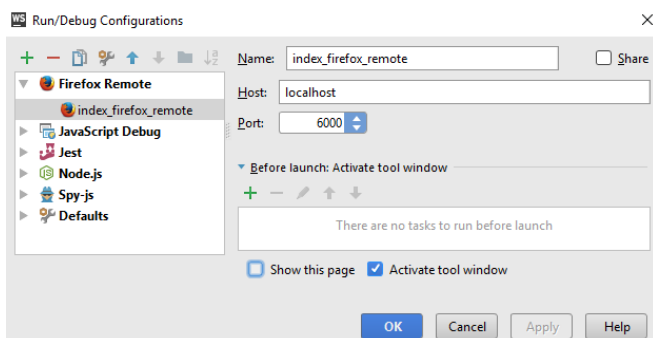 WS Run/Debug Configurations
Name: index_firefox_remote Share
Firefox Remote
index_firefox_remote
JavaScript Debug
Jest
Node.js
Spy-js
Defaults
Host: localhost
Port: 6000
Before launch: Activate tool window
There are no tasks to run before launch
Show this page Activate tool window
OK Cancel Apply Help